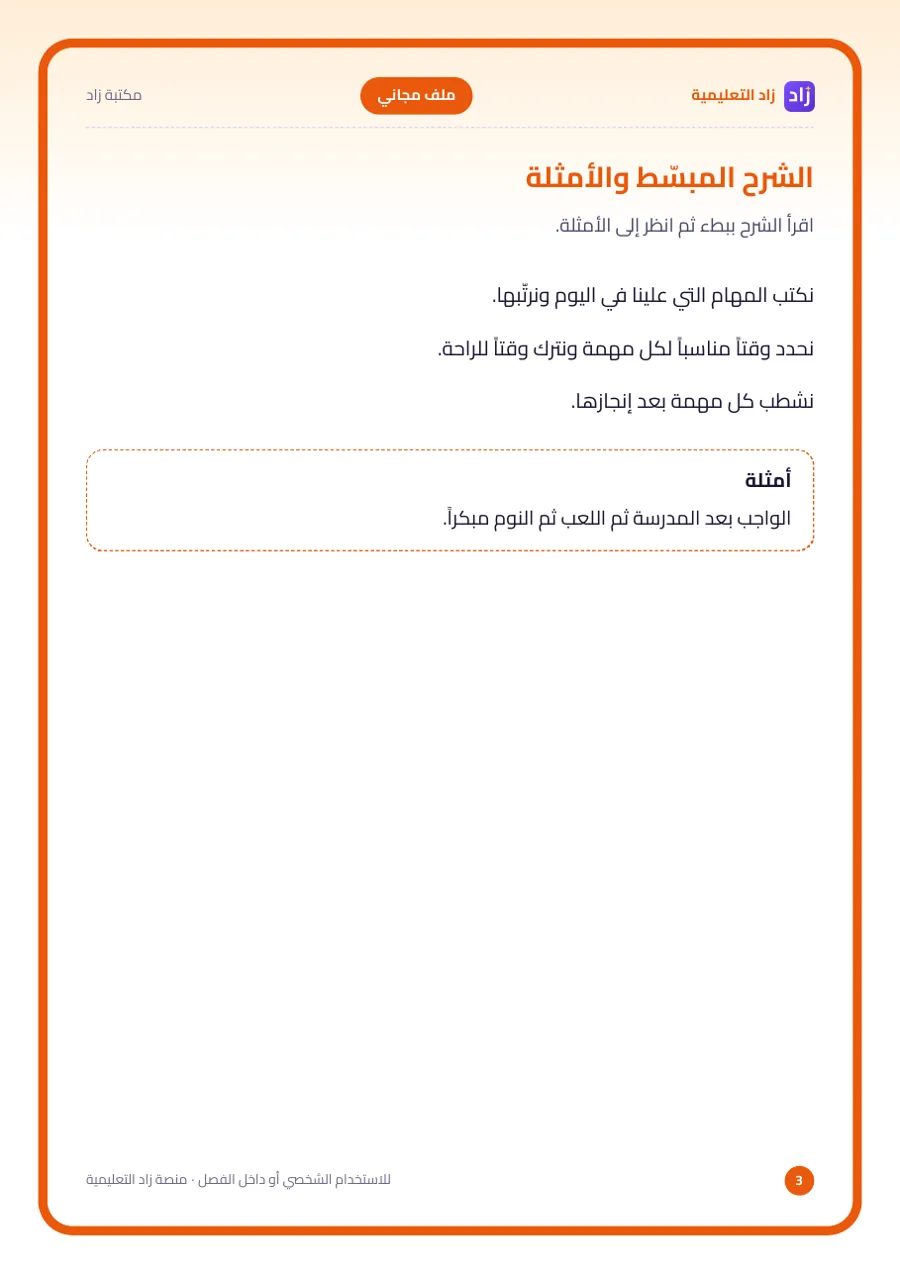 زاد زاد التعليمية
ملف مجاني
مكتبة زاد
الشرح المبسّط والأمثلة
اقرأ الشرح ببطء ثم انظر إلى الأمثلة.
نكتب المهام التي علينا في اليوم ونرتّبها.
نحدد وقتاً مناسباً لكل مهمة ونترك وقتاً للراحة.
نشطب كل مهمة بعد إنجازها.
أمثلة
الواجب بعد المدرسة ثم اللعب ثم النوم مبكراً.
3
للاستخدام الشخصي أو داخل الفصل · منصة زاد التعليمية